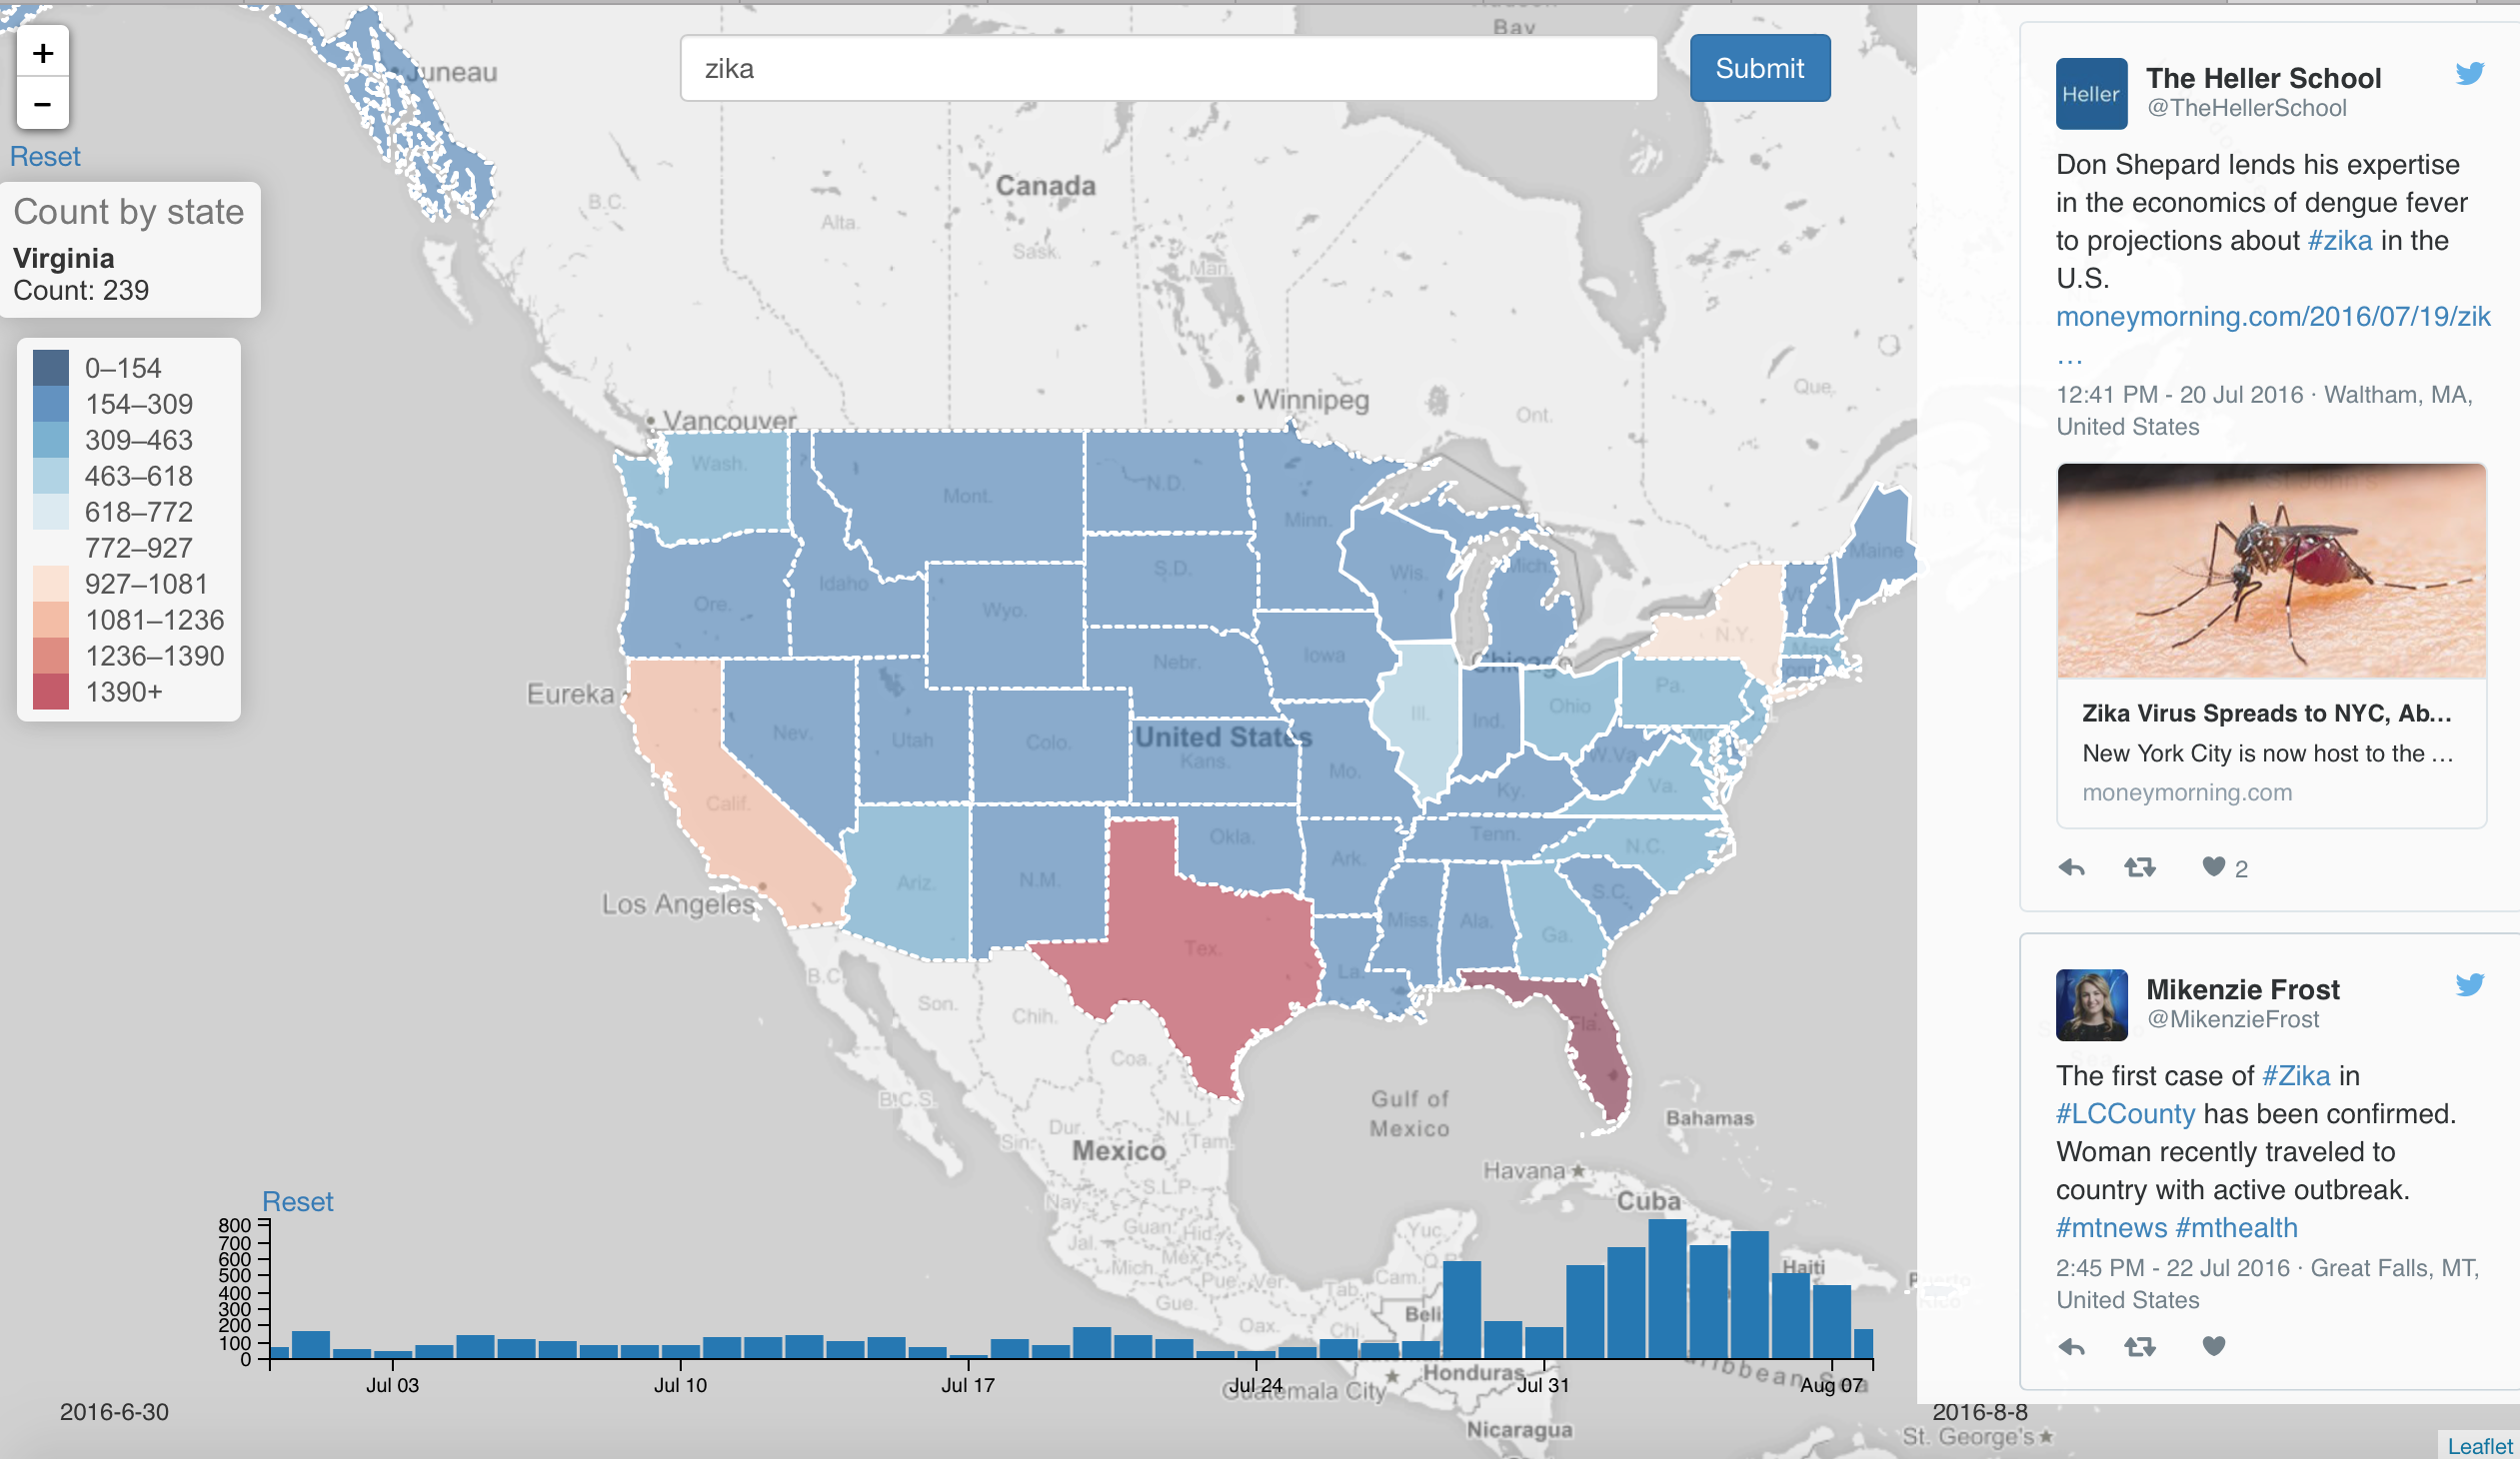 +
−
Reset
Count by state
Virginia
Count: 239
0–154
154–309
309–463
463–618
618–772
772–927
927–1081
1081–1236
1236–1390
1390+
zika
Submit
Bay
Juneau
Canada
B.C.
Alta.
Sask.
Man.
Vancouver
Winnipeg
Ont.
Que.
Wash.
Mont.
N.D.
Minn.
Ore.
Idaho
Wyo.
S.D.
Wis.
Mich.
Maine
Vt.
N.Y.
Mass.
Conn.
Eureka
Nebr.
Iowa
Chicago
Pa.
Nev.
Utah
Colo.
United States
Kans.
Mo.
Ill.
Ind.
Ohio
W.Va.
Md.
Va.
Ky.
Calif.
Los Angeles
Ariz.
N.M.
Okla.
Ark.
Tenn.
N.C.
S.C.
Tex.
La.
Miss.
Ala.
Ga.
Fla.
B.C.
Son.
Chih.
Coa.
B.C.S.
Sin.
Dur.
N.L.
Tam.
Mexico
Gulf of
Mexico
Bahamas
Havana
Cuba
Nay.
S.L.P.
Guan.
Hid.
Jal.
Mich.
Méx.
Pue.
Ver.
Gue.
Oax.
Tab.
Chi.
Cam.
Yuc.
Q.R.
Beli
Haiti
Puerto
Rico
Honduras
Guatemala City
Nicaragua
ribbean Sea
St. George's
St John's
Reset
800
700
600
500
400
300
200
100
0
Jul 03
Jul 10
Jul 17
Jul 24
Jul 31
Aug 07
2016-6-30
2016-8-8
Heller
The Heller School
@TheHellerSchool
Don Shepard lends his expertise
in the economics of dengue fever
to projections about #zika in the
U.S.
moneymorning.com/2016/07/19/zik
…
12:41 PM - 20 Jul 2016 · Waltham, MA,
United States
Zika Virus Spreads to NYC, Ab…
New York City is now host to the …
moneymorning.com
2
Mikenzie Frost
@MikenzieFrost
The first case of #Zika in
#LCCounty has been confirmed.
Woman recently traveled to
country with active outbreak.
#mtnews #mthealth
2:45 PM - 22 Jul 2016 · Great Falls, MT,
United States
Leaflet